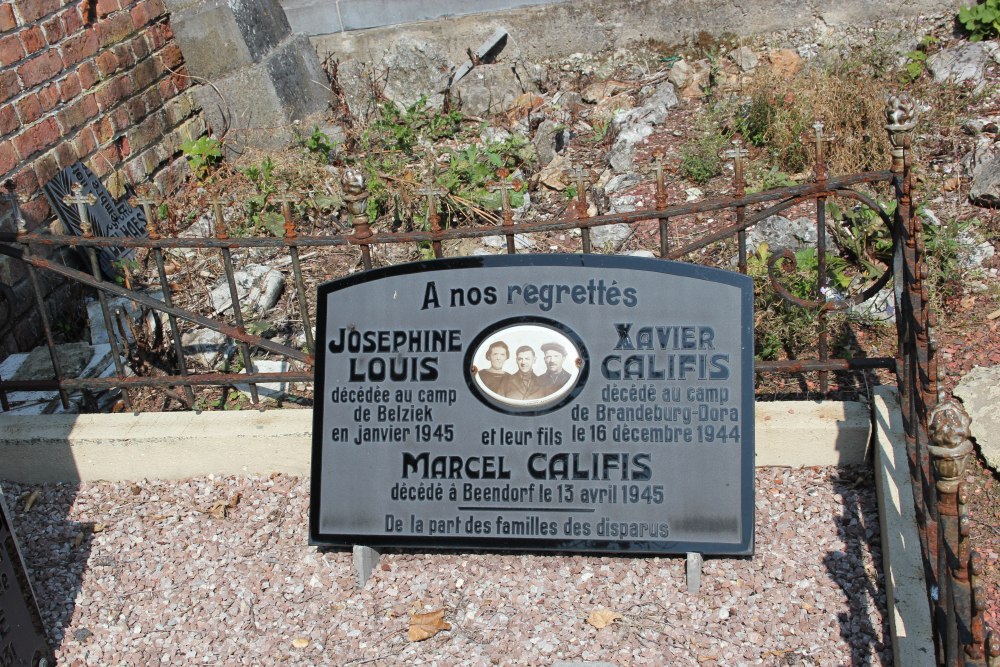 A nos regrettés
JOSEPHINE
LOUIS
décédée au camp
de Belziek
en janvier 1945
XAVIER
CALIFIS
décédé au camp
de Brandeburg-Dora
le 16 décembre 1944
et leur fils
MARCEL CALIFIS
décédé à Beendorf le 13 avril 1945
De la part des familles des disparus